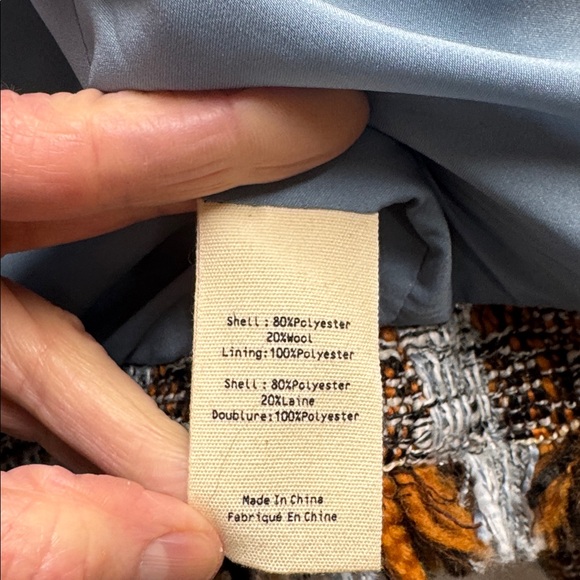 Shell : 80%Polyester
20%Wool
Lining:100%Polyester
Shell : 80%Polyester
20%Laine
Doublure:100%Polyester
Made In China
Fabriqué En Chine